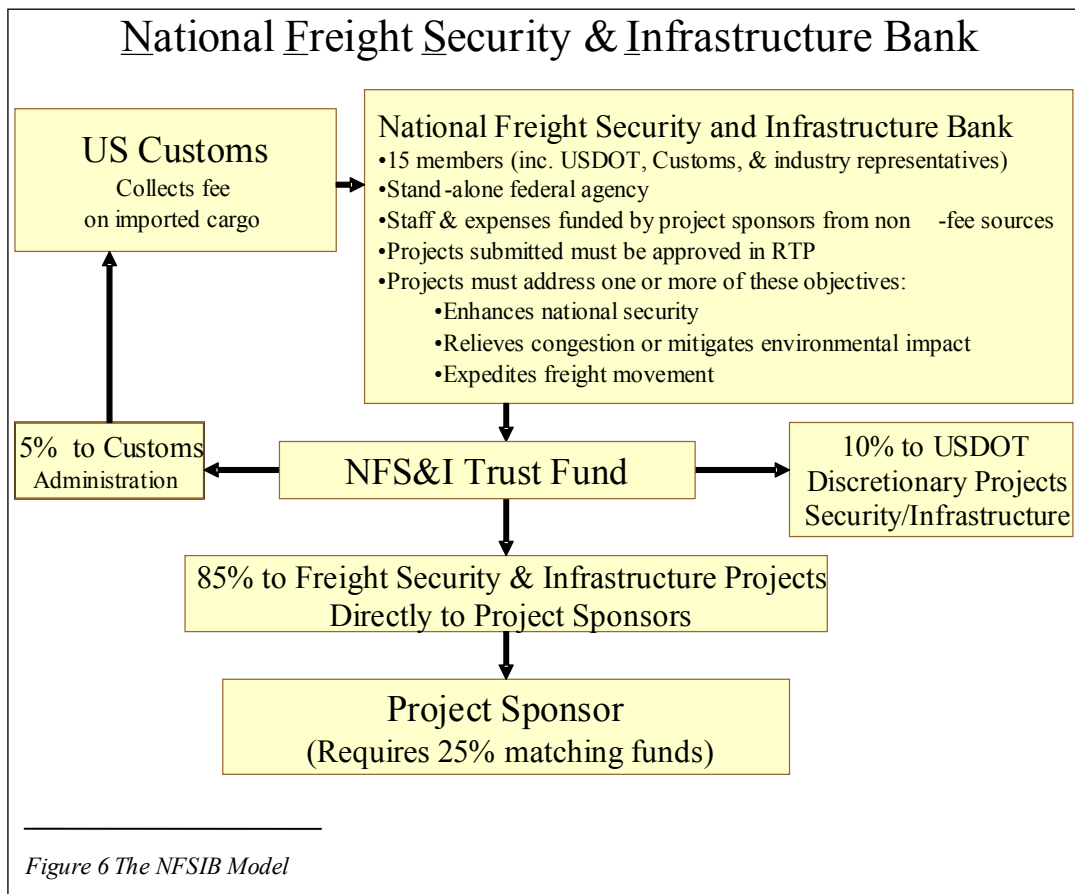 National Freight Security & Infrastructure Bank
US Customs
Collects fee
on imported cargo
National Freight Security and Infrastructure Bank
•15 members (inc. USDOT, Customs, & industry representatives)
•Stand-alone federal agency
•Staff & expenses funded by project sponsors from non -fee sources
•Projects submitted must be approved in RTP
•Projects must address one or more of these objectives:
•Enhances national security
•Relieves congestion or mitigates environmental impact
•Expedites freight movement
5% to Customs
Administration
NFS&I Trust Fund
10% to USDOT
Discretionary Projects
Security/Infrastructure
85% to Freight Security & Infrastructure Projects
Directly to Project Sponsors
Project Sponsor
(Requires 25% matching funds)
Figure 6 The NFSIB Model